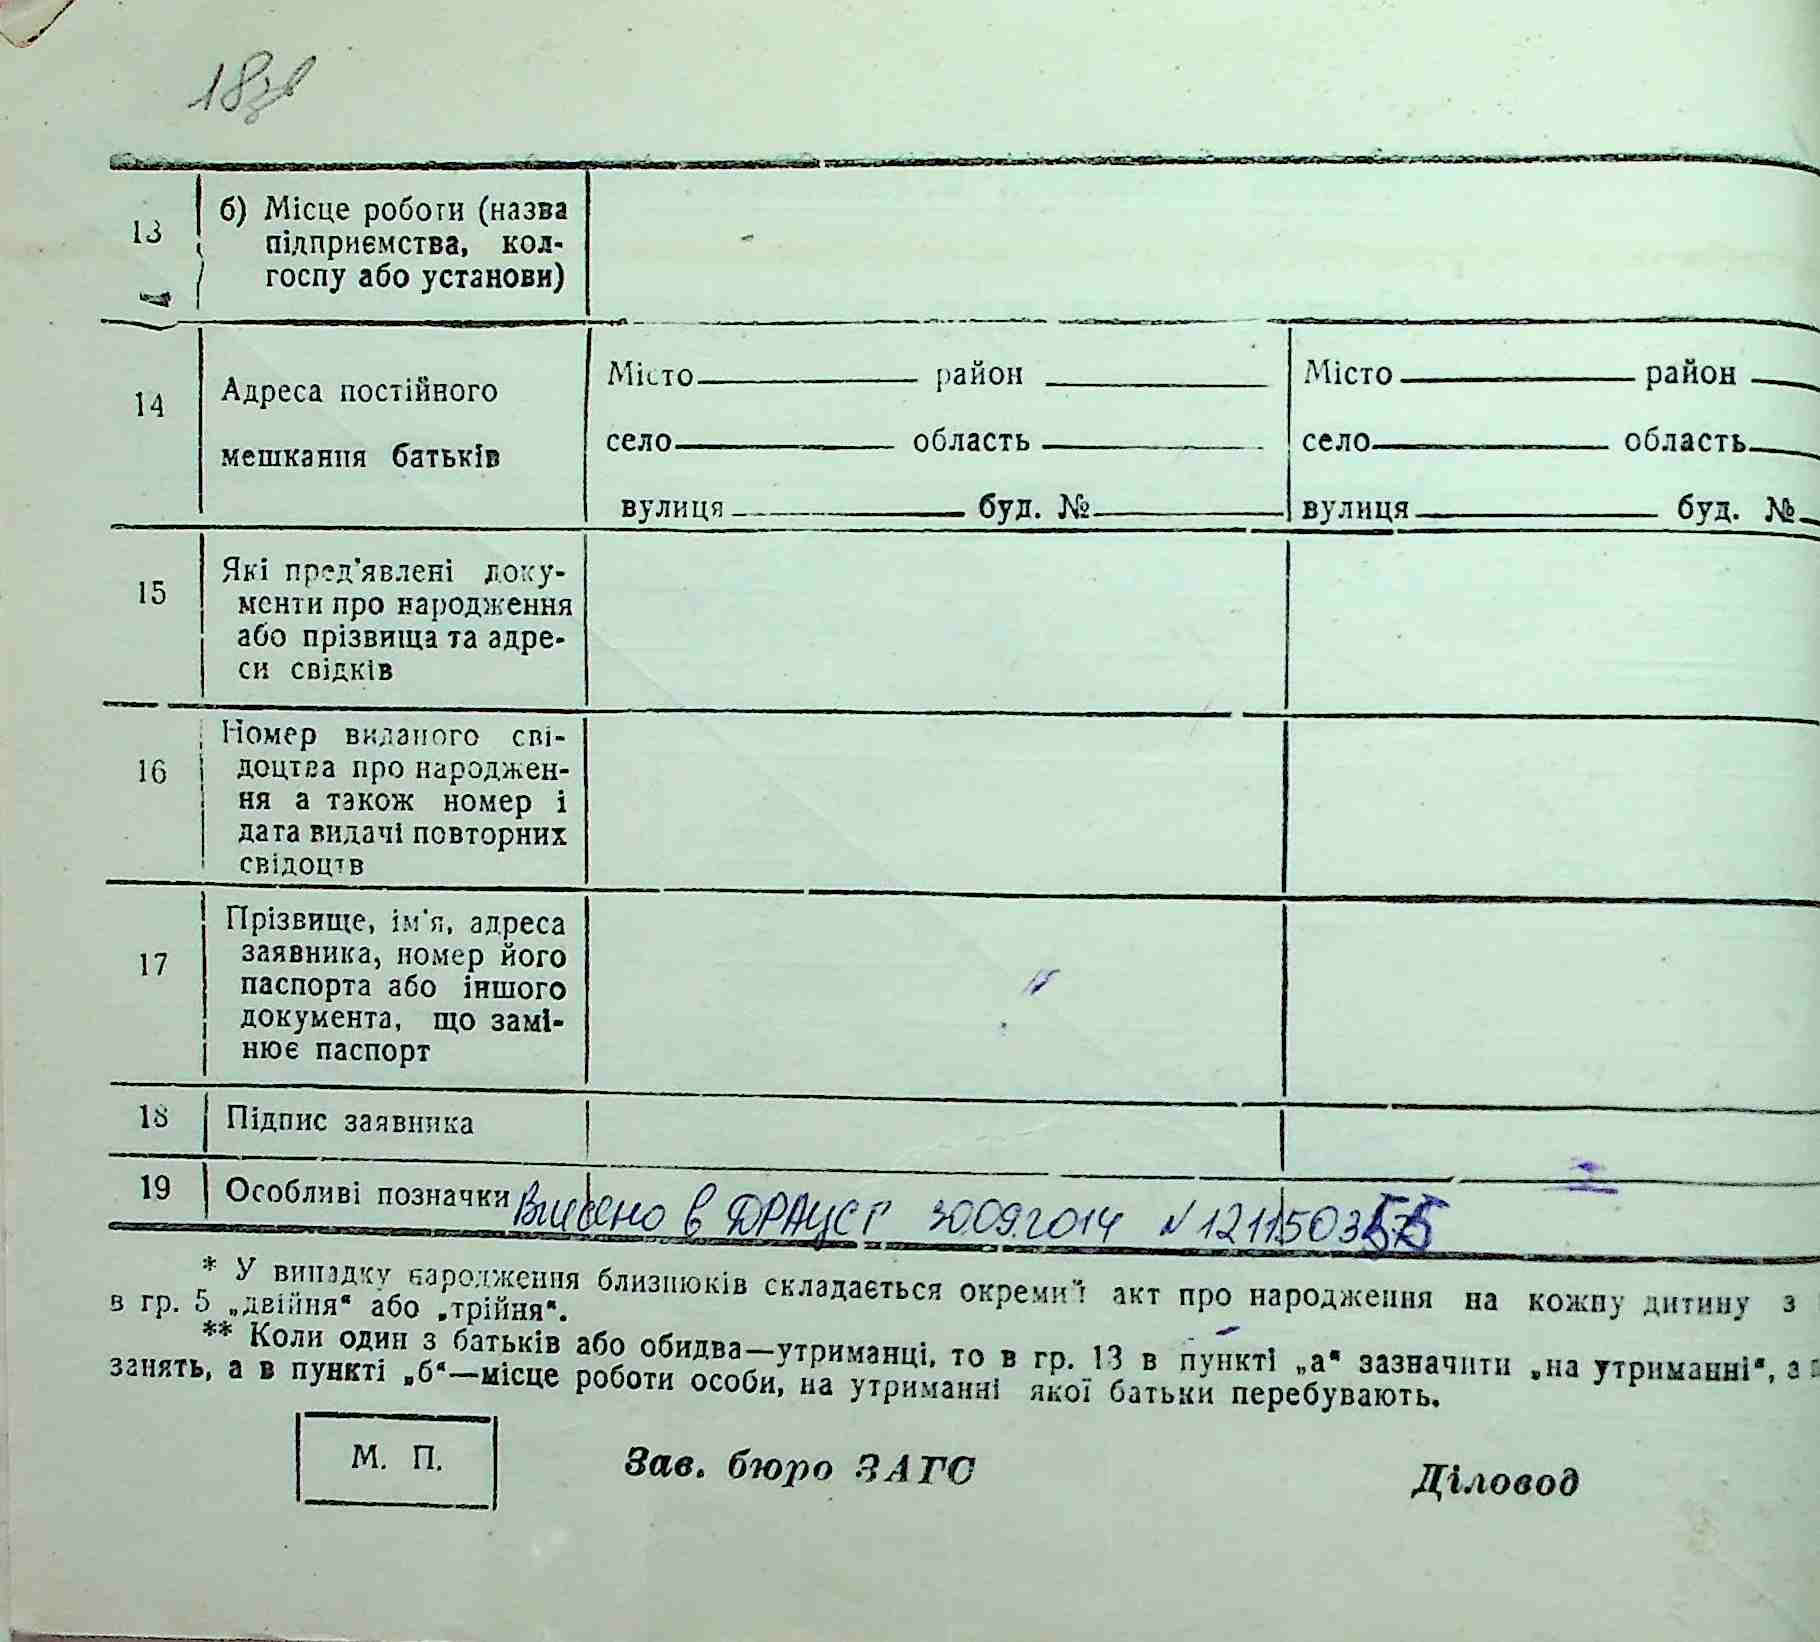 18зв
13 б) Місце роботи (назва
підприємства, кол-
госпу або установи)
14 Адреса постійного
мешкання батьків
Місто район
село область
вулиця буд. №
Місто район
село область
вулиця буд. №
15 Які пред'явлені доку-
менти про народження
або прізвища та адре-
си свідків
16 Номер виданого сві-
доцтва про народжен-
ня а також номер і
дата видачі повторних
свідоцтв
17 Прізвище, ім'я, адреса
заявника, номер його
паспорта або іншого
документа, що замі-
нює паспорт
18 Підпис заявника
19 Особливі позначки Внесено в ДРАЦСГ 30.09.2014 N 1211503
* У випадку народження близнюків складається окремий акт про народження на кожну дитину з
в гр. 5 „двійня“ або „трійня“.
** Коли один з батьків або обидва—утриманці, то в гр. 13 в пункті „а“ зазначити „на утриманні“, а
занять, а в пункті „б“—місце роботи особи, на утриманні якої батьки перебувають.
М. П.
Зав. бюро ЗАГС
Діловод